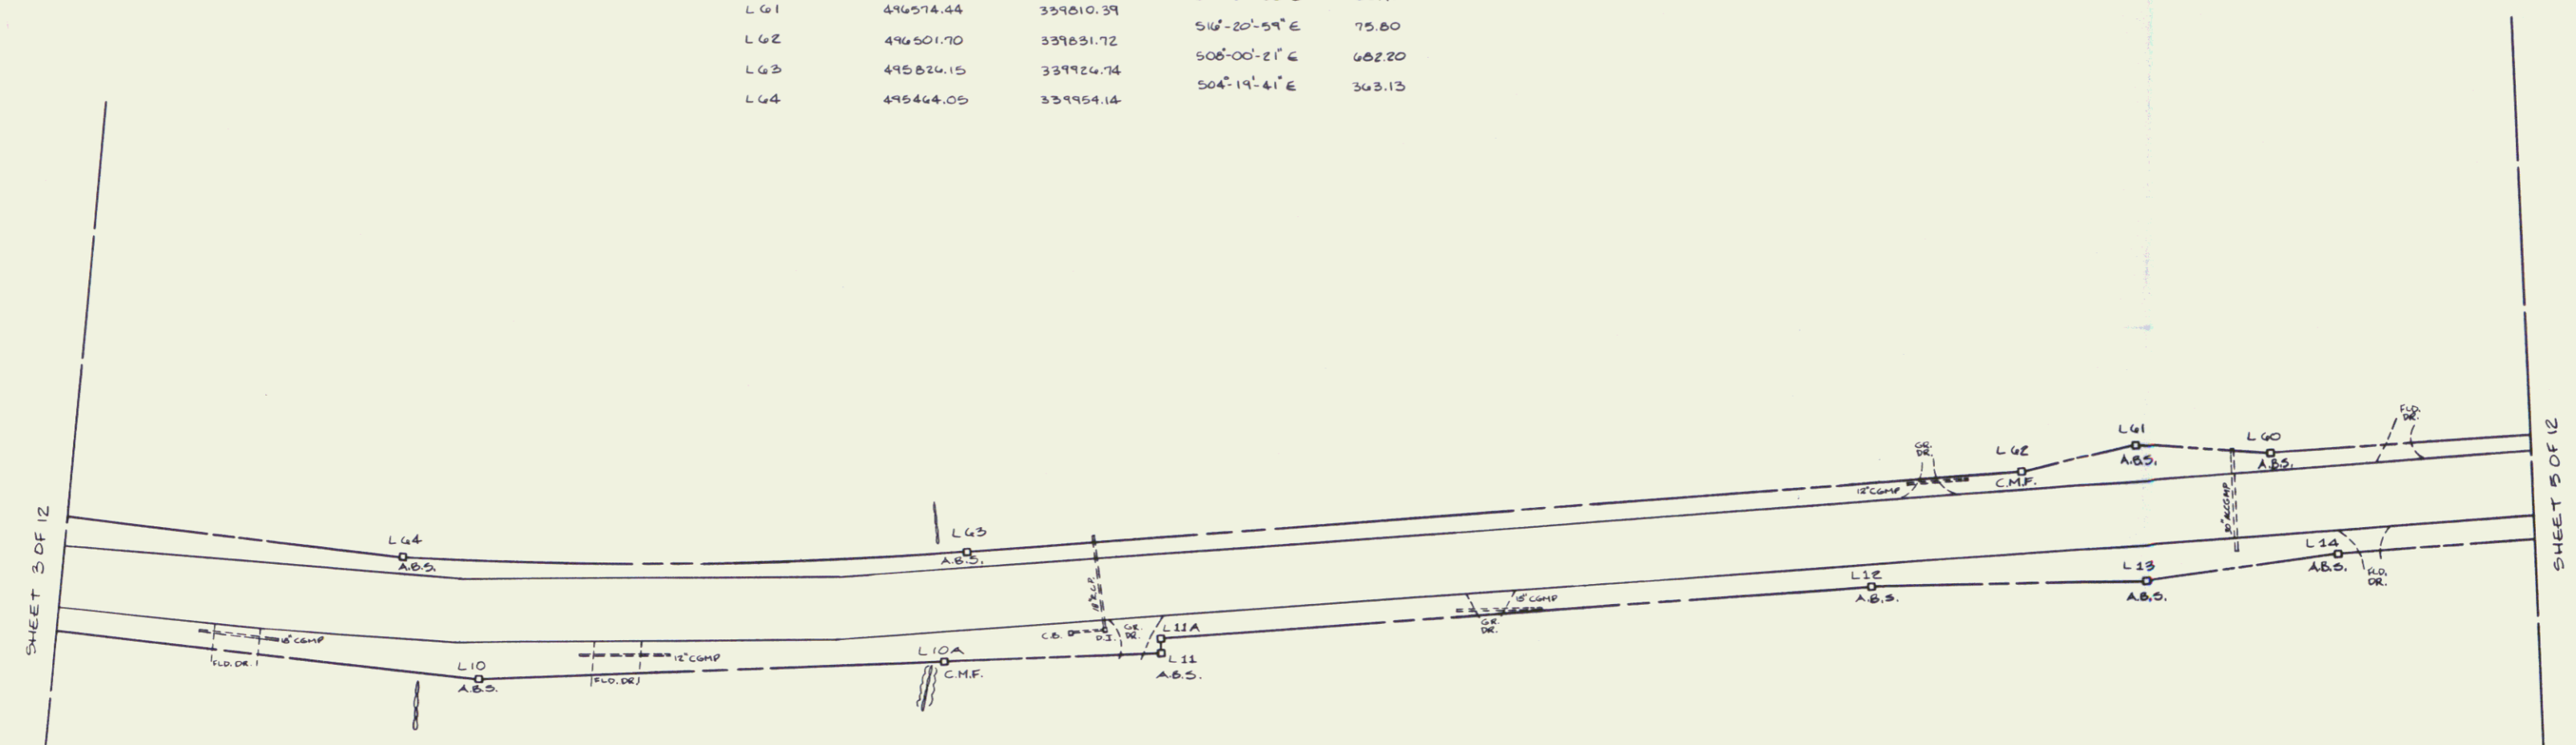 L61 496574.44 339810.39
S16°-20'-59" E 75.80
L62 496501.70 339831.72
S08°-00'-21" E 682.20
L63 495826.15 339926.74
S04°-19'-41" E 363.13
L64 495464.05 339954.14
SHEET 3 OF 12
SHEET 5 OF 12
FLD.
DR.
L61
A.B.S.
L60
A.B.S.
L62
C.M.F.
GR.
DR.
12" CGMP
L63
A.B.S.
L64
A.B.S.
L14
A.B.S.
FLD.
DR.
L13
A.B.S.
L12
A.B.S.
15" CGMP
GR.
DR.
C.B.
D.I.
GR.
DR.
L11A
L11
A.B.S.
L10A
C.M.F.
12" CGMP
FLD. DR.
L10
A.B.S.
FLD. DR.